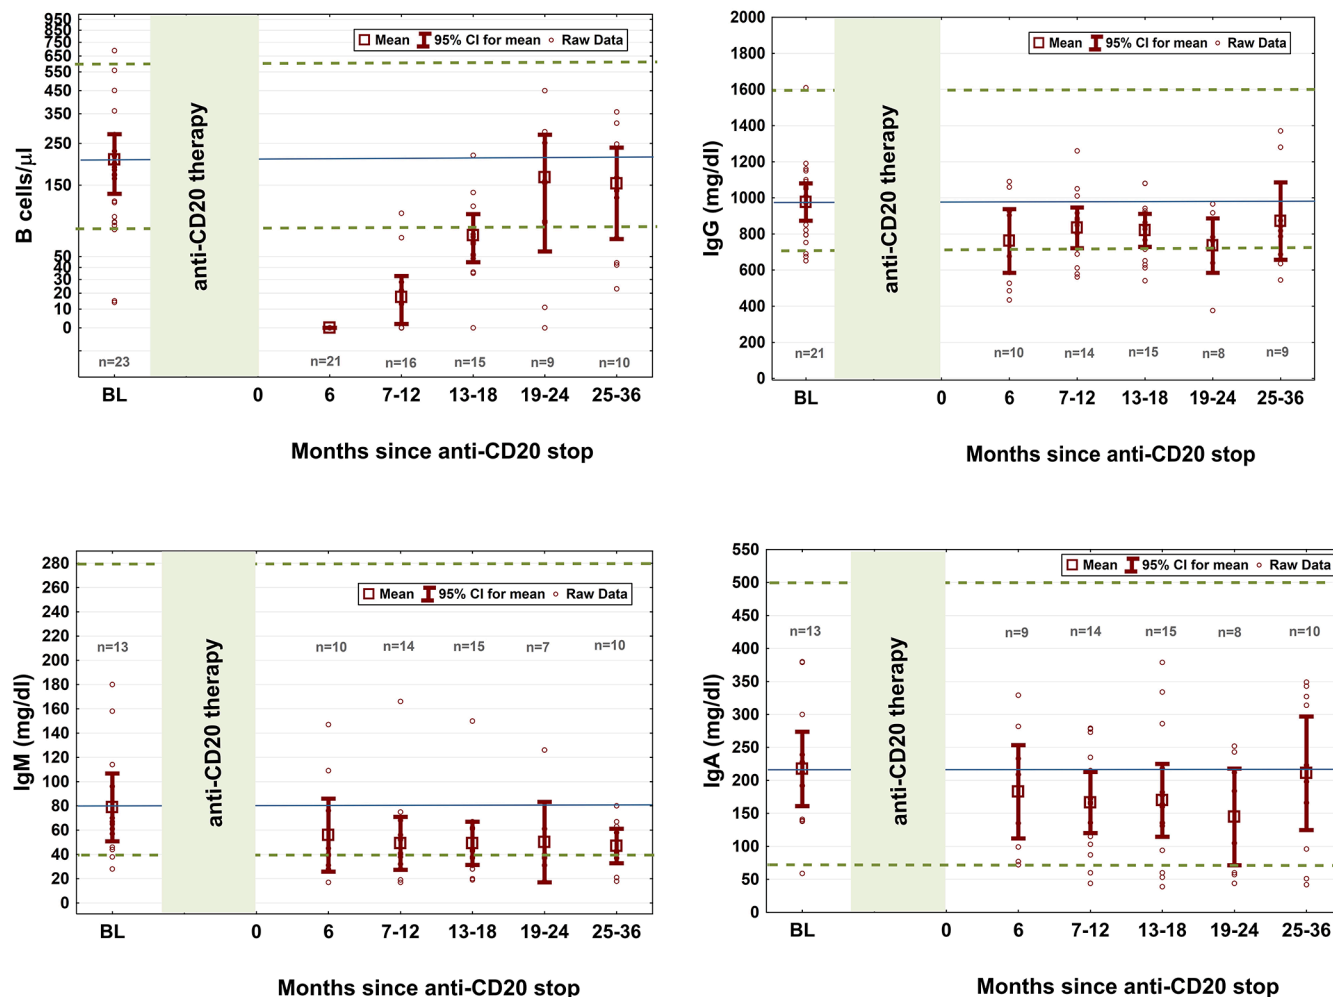 950
850
750
650
550
450
350
250
150
50
40
30
20
10
0
B cells/µl
Mean 95% CI for mean Raw Data
anti-CD20 therapy
n=23 n=21 n=16 n=15 n=9 n=10
BL 0 6 7-12 13-18 19-24 25-36
Months since anti-CD20 stop
2000
1800
1600
1400
1200
1000
800
600
400
200
0
IgG (mg/dl)
Mean 95% CI for mean Raw Data
anti-CD20 therapy
n=21 n=10 n=14 n=15 n=8 n=9
BL 0 6 7-12 13-18 19-24 25-36
Months since anti-CD20 stop
280
260
240
220
200
180
160
140
120
100
80
60
40
20
0
IgM (mg/dl)
Mean 95% CI for mean Raw Data
anti-CD20 therapy
n=13 n=10 n=14 n=15 n=7 n=10
BL 0 6 7-12 13-18 19-24 25-36
Months since anti-CD20 stop
550
500
450
400
350
300
250
200
150
100
50
0
IgA (mg/dl)
Mean 95% CI for mean Raw Data
anti-CD20 therapy
n=13 n=9 n=14 n=15 n=8 n=10
BL 0 6 7-12 13-18 19-24 25-36
Months since anti-CD20 stop